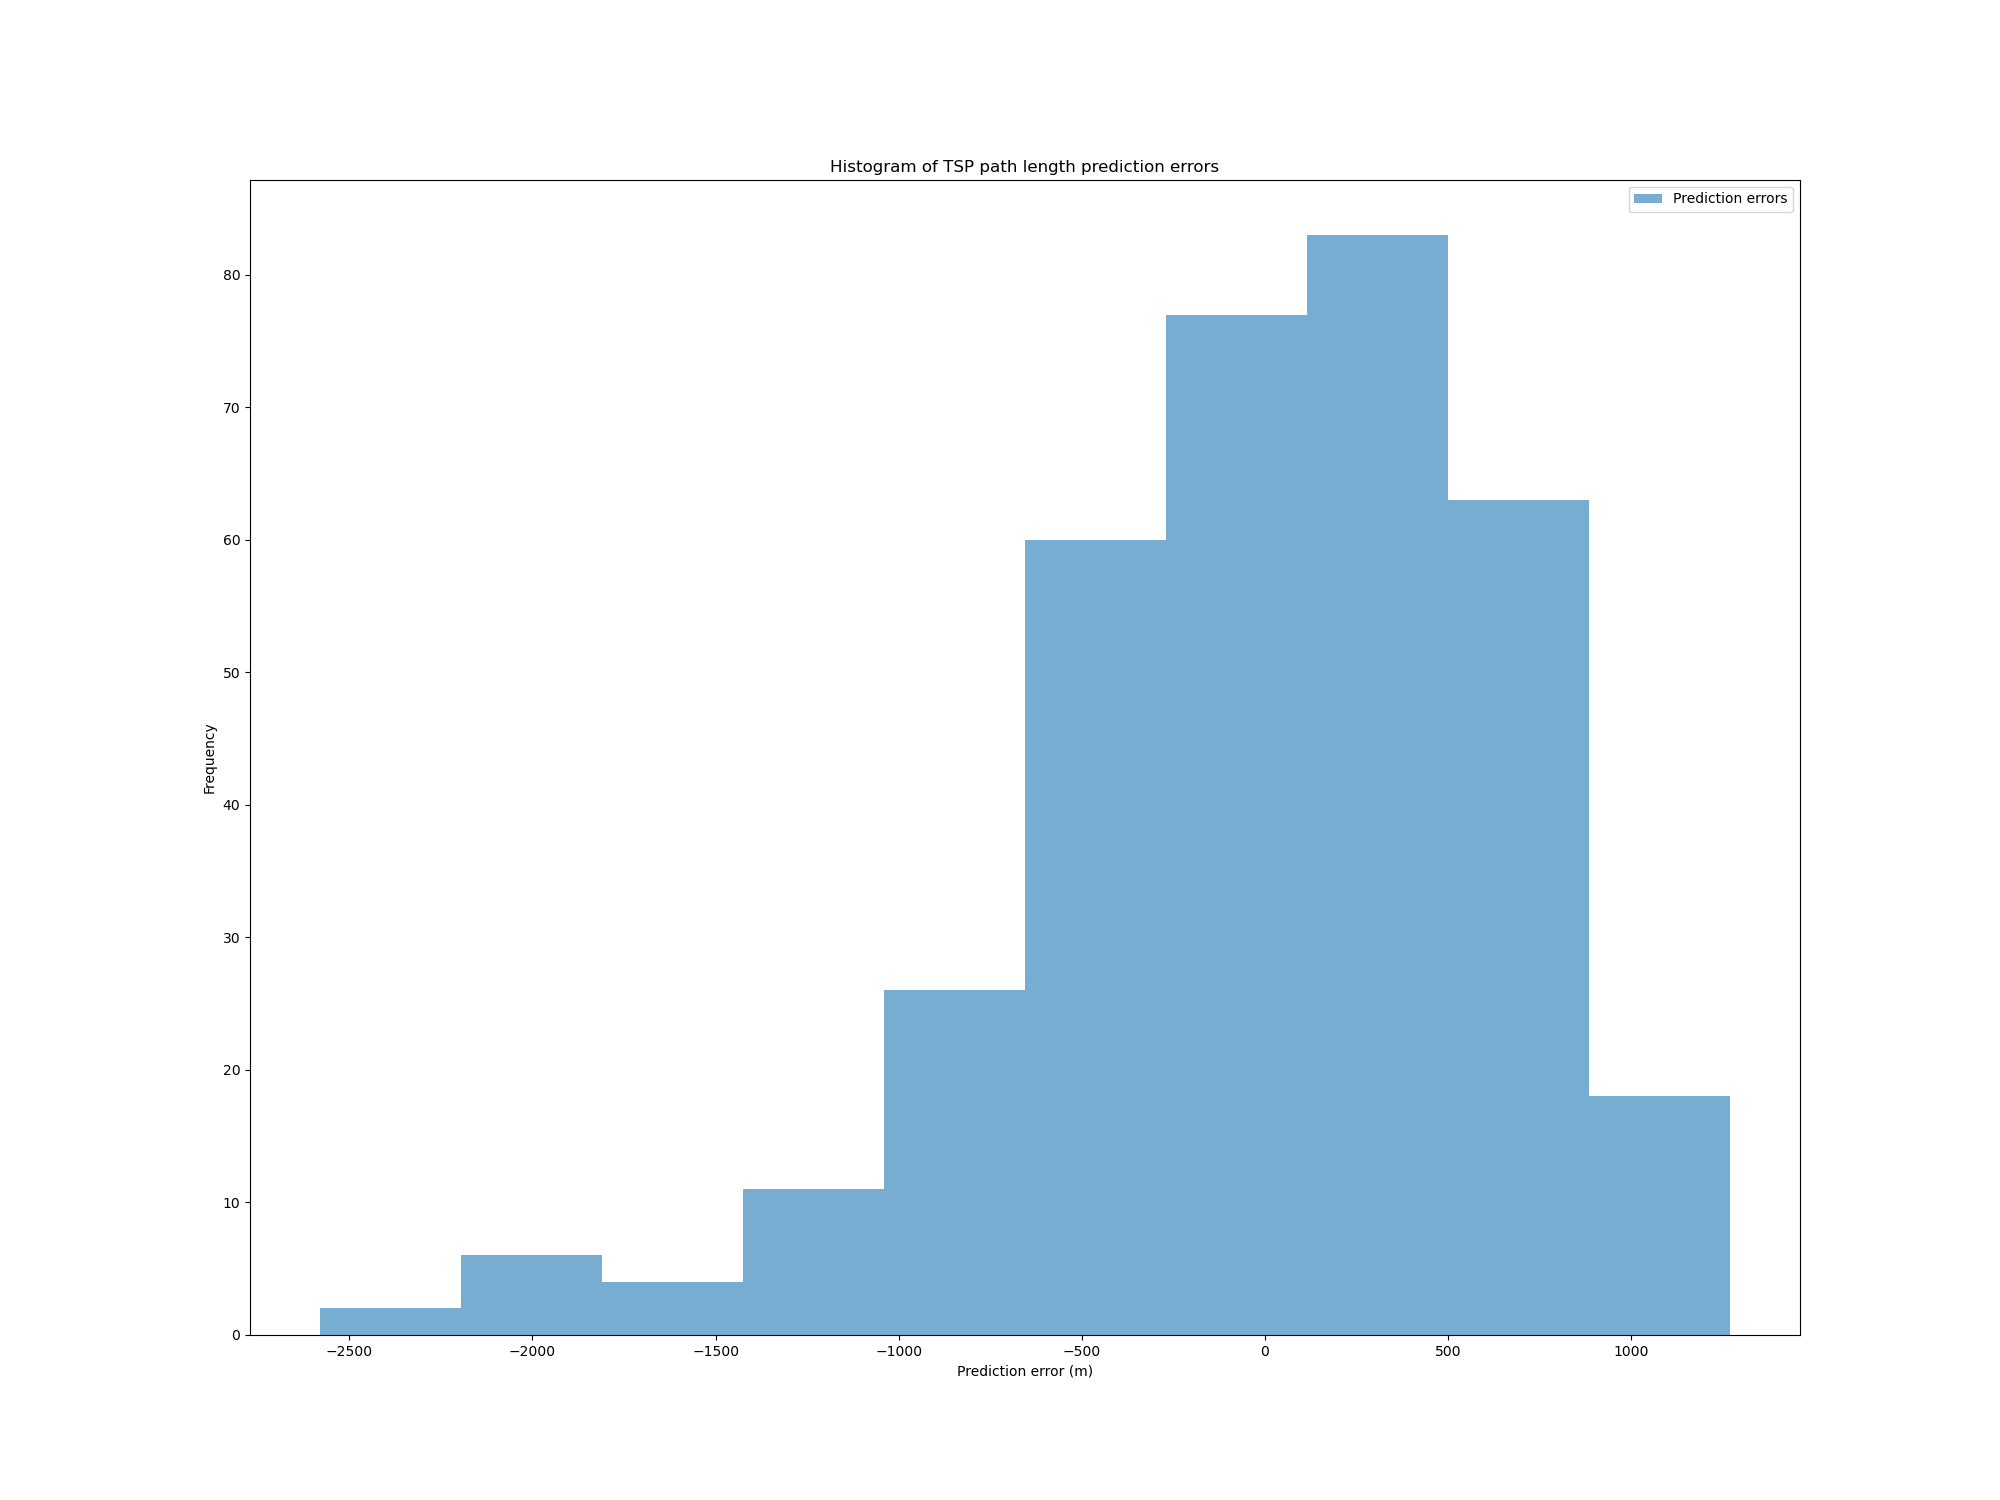 Histogram of TSP path length prediction errors
Prediction errors
80
70
60
50
40
30
20
10
0
Frequency
−2500 −2000 −1500 −1000 −500 0 500 1000
Prediction error (m)